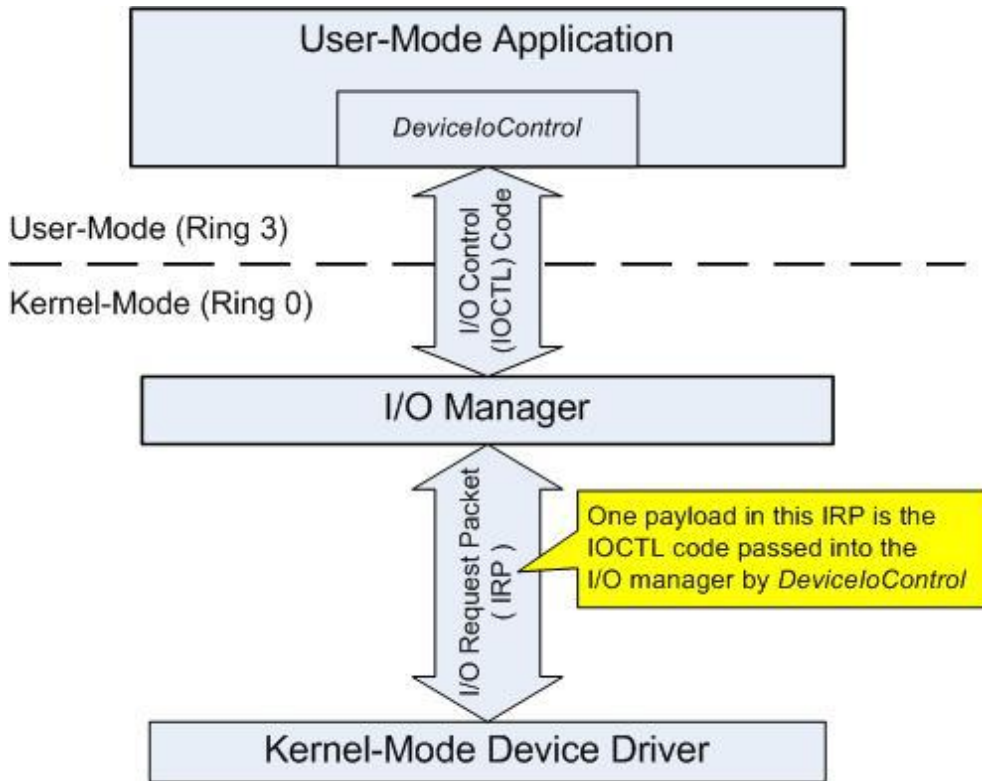 User-Mode Application
DeviceIoControl
User-Mode (Ring 3)
I/O Control
(IOCTL) Code
Kernel-Mode (Ring 0)
I/O Manager
I/O Request Packet
( IRP )
One payload in this IRP is the
IOCTL code passed into the
I/O manager by DeviceIoControl
Kernel-Mode Device Driver